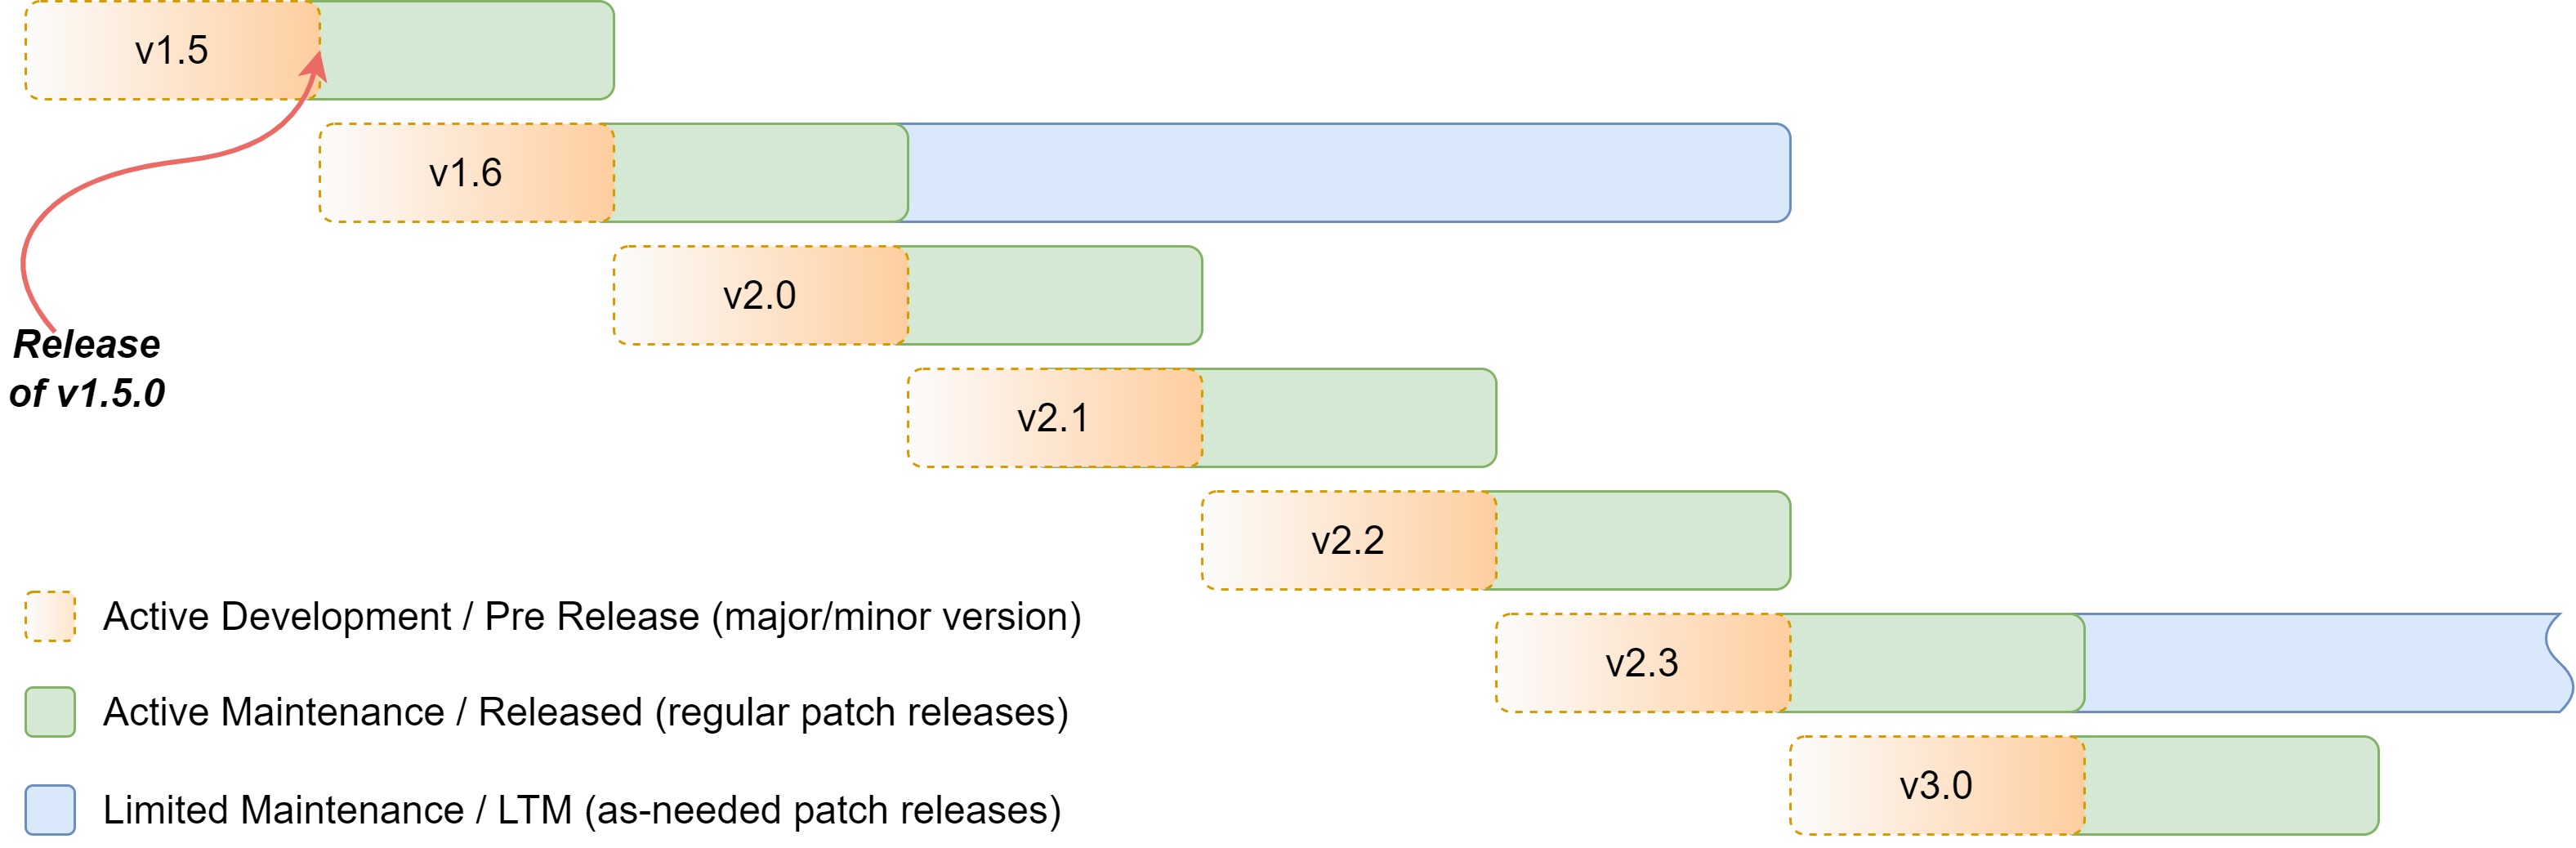 v1.5
v1.6
v2.0
Release
of v1.5.0
v2.1
v2.2
Active Development / Pre Release (major/minor version)
v2.3
Active Maintenance / Released (regular patch releases)
v3.0
Limited Maintenance / LTM (as-needed patch releases)